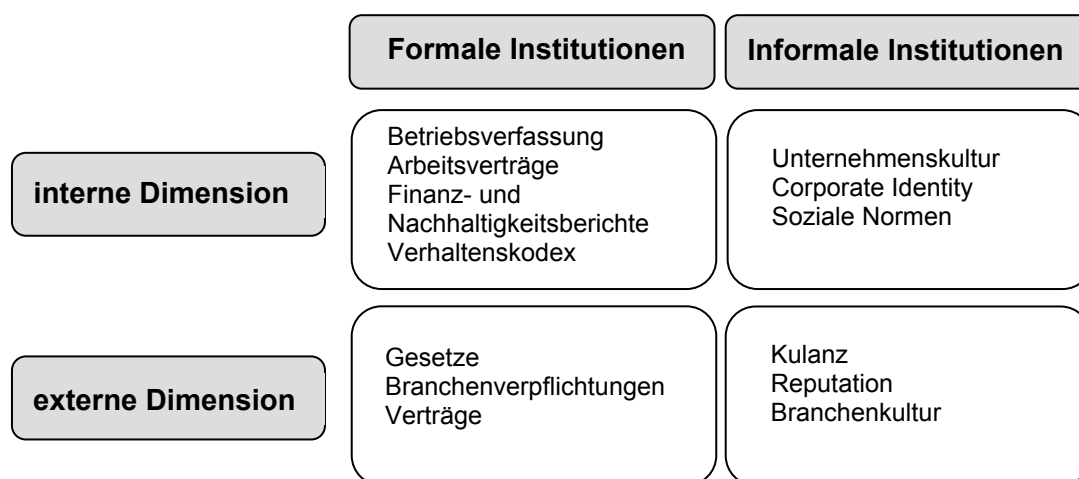 Formale Institutionen
Informale Institutionen
interne Dimension
Betriebsverfassung
Arbeitsverträge
Finanz- und
Nachhaltigkeitsberichte
Verhaltenskodex
Unternehmenskultur
Corporate Identity
Soziale Normen
externe Dimension
Gesetze
Branchenverpflichtungen
Verträge
Kulanz
Reputation
Branchenkultur